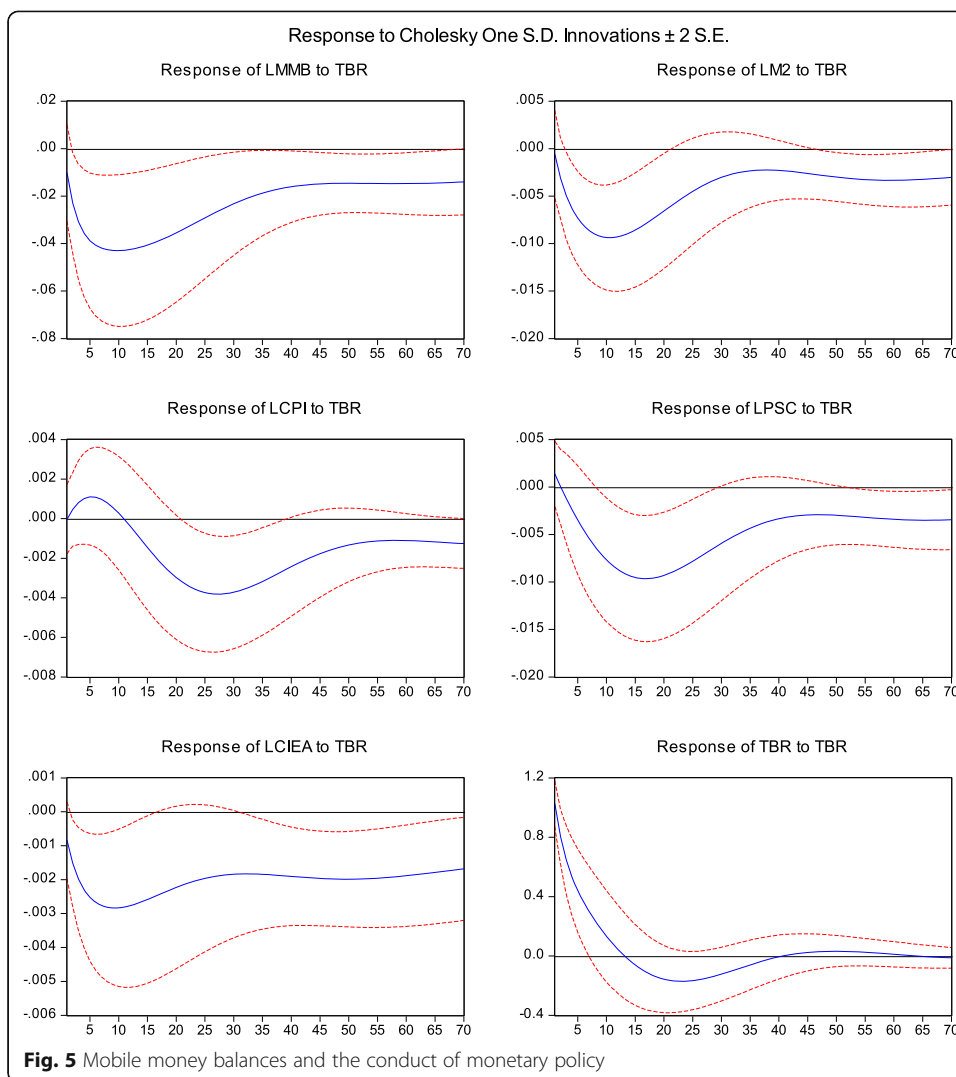 Response to Cholesky One S.D. Innovations ± 2 S.E.
Response of LMMB to TBR
.02
.00
-.02
-.04
-.06
-.08
5 10 15 20 25 30 35 40 45 50 55 60 65 70
Response of LM2 to TBR
.005
.000
-.005
-.010
-.015
-.020
5 10 15 20 25 30 35 40 45 50 55 60 65 70
Response of LCPI to TBR
.004
.002
.000
-.002
-.004
-.006
-.008
5 10 15 20 25 30 35 40 45 50 55 60 65 70
Response of LPSC to TBR
.005
.000
-.005
-.010
-.015
-.020
5 10 15 20 25 30 35 40 45 50 55 60 65 70
Response of LCIEA to TBR
.001
.000
-.001
-.002
-.003
-.004
-.005
-.006
5 10 15 20 25 30 35 40 45 50 55 60 65 70
Response of TBR to TBR
1.2
0.8
0.4
0.0
-0.4
5 10 15 20 25 30 35 40 45 50 55 60 65 70
Fig. 5 Mobile money balances and the conduct of monetary policy